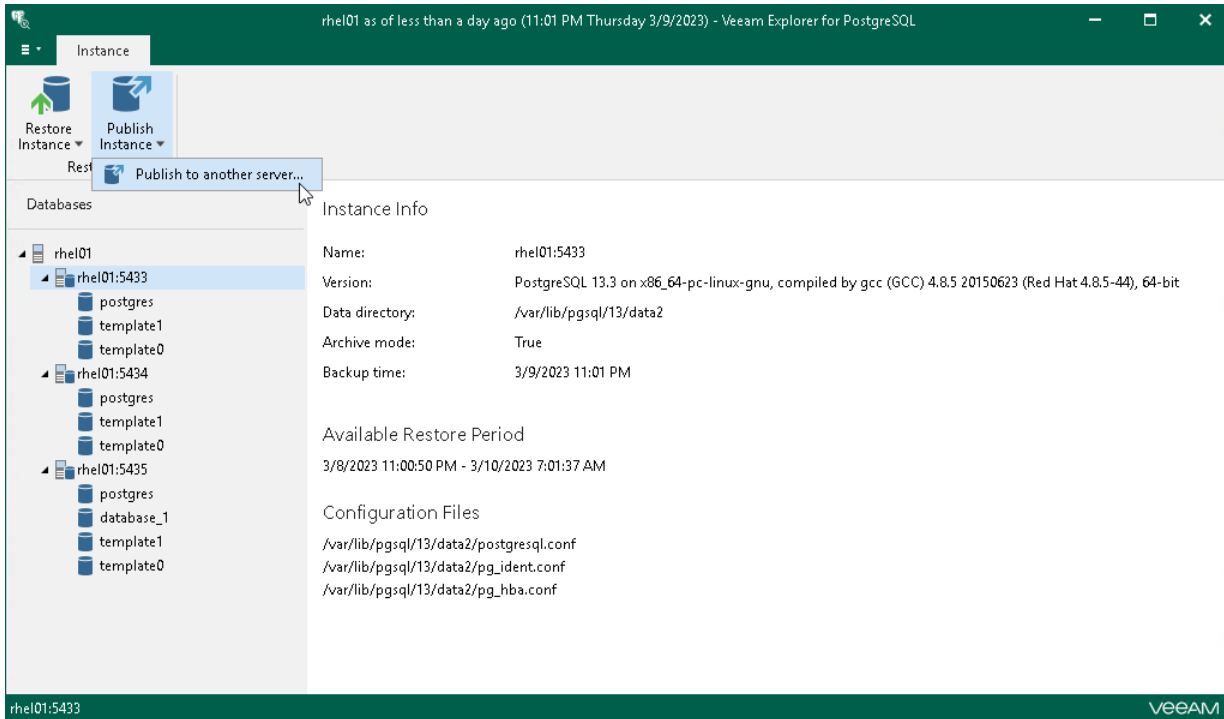 rhel01 as of less than a day ago (11:01 PM Thursday 3/9/2023) - Veeam Explorer for PostgreSQL
Instance
Restore Instance
Publish Instance
Rest
Publish to another server...
Databases
rhel01
rhel01:5433
postgres
template1
template0
rhel01:5434
postgres
template1
template0
rhel01:5435
postgres
database_1
template1
template0
Instance Info
Name: rhel01:5433
Version: PostgreSQL 13.3 on x86_64-pc-linux-gnu, compiled by gcc (GCC) 4.8.5 20150623 (Red Hat 4.8.5-44), 64-bit
Data directory: /var/lib/pgsql/13/data2
Archive mode: True
Backup time: 3/9/2023 11:01 PM
Available Restore Period
3/8/2023 11:00:50 PM - 3/10/2023 7:01:37 AM
Configuration Files
/var/lib/pgsql/13/data2/postgresql.conf
/var/lib/pgsql/13/data2/pg_ident.conf
/var/lib/pgsql/13/data2/pg_hba.conf
rhel01:5433
VEEAM